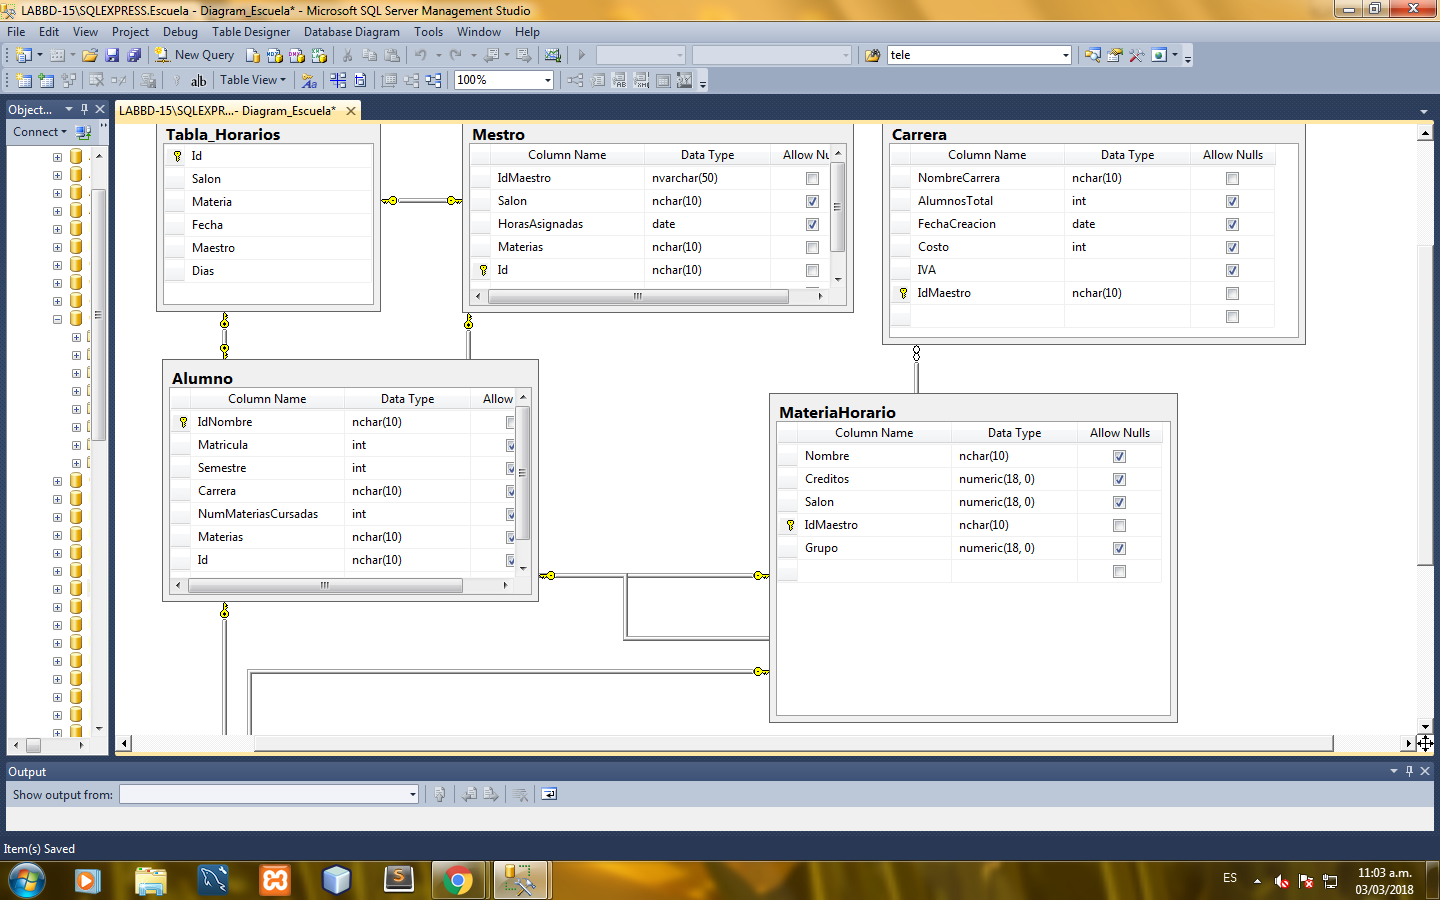 LABBD-15\SQLEXPRESS.Escuela - Diagram_Escuela* - Microsoft SQL Server Management Studio
File Edit View Project Debug Table Designer Database Diagram Tools Window Help
New Query tele
ab| Table View 100%
Object... LABBD-15\SQLEXPR...- Diagram_Escuela*
Connect
Tabla_Horarios
Id
Salon
Materia
Fecha
Maestro
Dias
Mestro
Column Name Data Type Allow Nu
IdMaestro nvarchar(50)
Salon nchar(10)
HorasAsignadas date
Materias nchar(10)
Id nchar(10)
Carrera
Column Name Data Type Allow Nulls
NombreCarrera nchar(10)
AlumnosTotal int
FechaCreacion date
Costo int
IVA
IdMaestro nchar(10)
Alumno
Column Name Data Type Allow
IdNombre nchar(10)
Matricula int
Semestre int
Carrera nchar(10)
NumMateriasCursadas int
Materias nchar(10)
Id nchar(10)
MateriaHorario
Column Name Data Type Allow Nulls
Nombre nchar(10)
Creditos numeric(18, 0)
Salon numeric(18, 0)
IdMaestro nchar(10)
Grupo numeric(18, 0)
Output
Show output from:
Item(s) Saved
ES 11:03 a.m.
03/03/2018